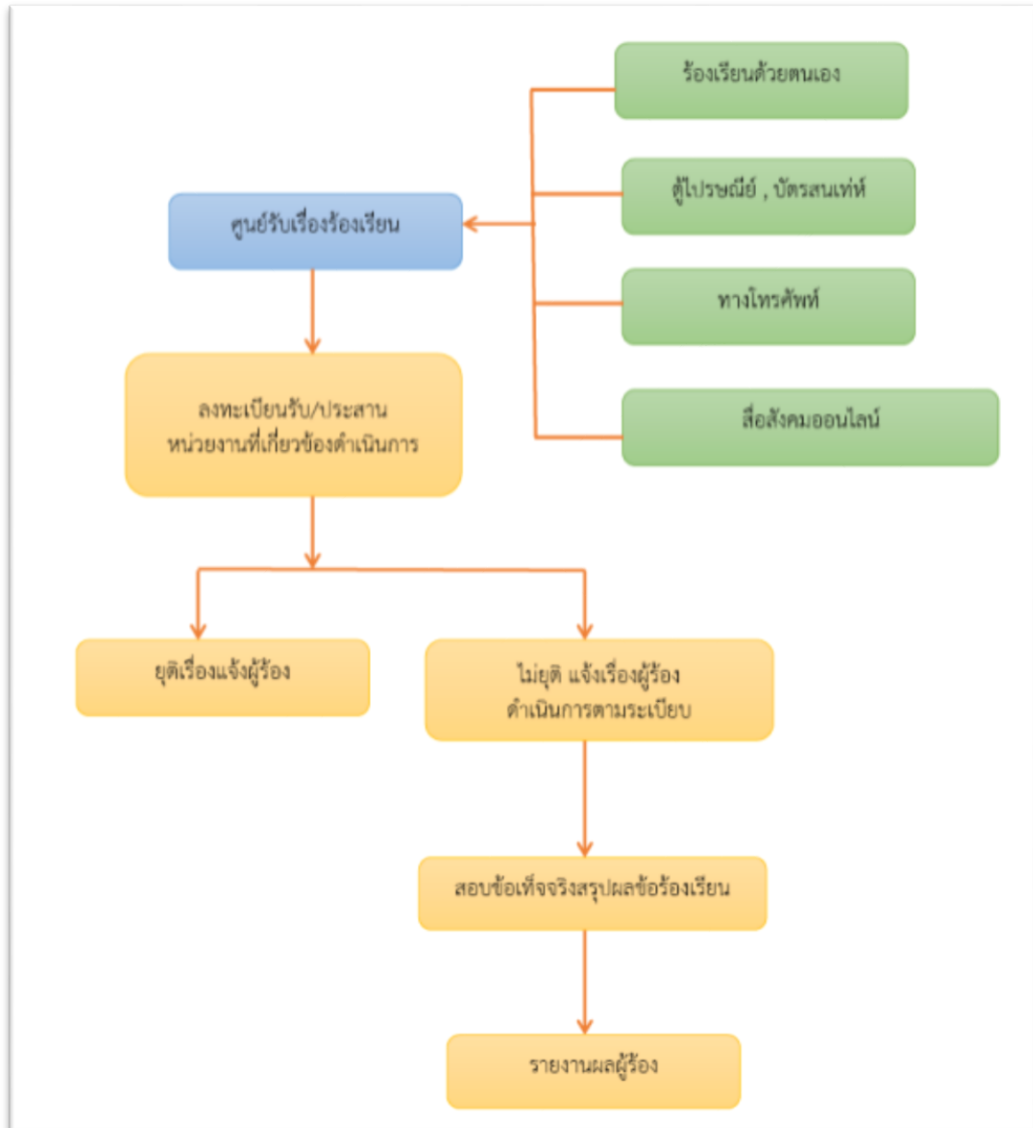 ร้องเรียนด้วยตนเอง
ตู้ไปรษณีย์ , บัตรสนเท่ห์
ศูนย์รับเรื่องร้องเรียน
ทางโทรศัพท์
สื่อสังคมออนไลน์
ลงทะเบียนรับ/ประสาน
หน่วยงานที่เกี่ยวข้องดำเนินการ
ยุติเรื่องแจ้งผู้ร้อง
ไม่ยุติ แจ้งเรื่องผู้ร้อง
ดำเนินการตามระเบียบ
สอบข้อเท็จจริงสรุปผลข้อร้องเรียน
รายงานผลผู้ร้อง